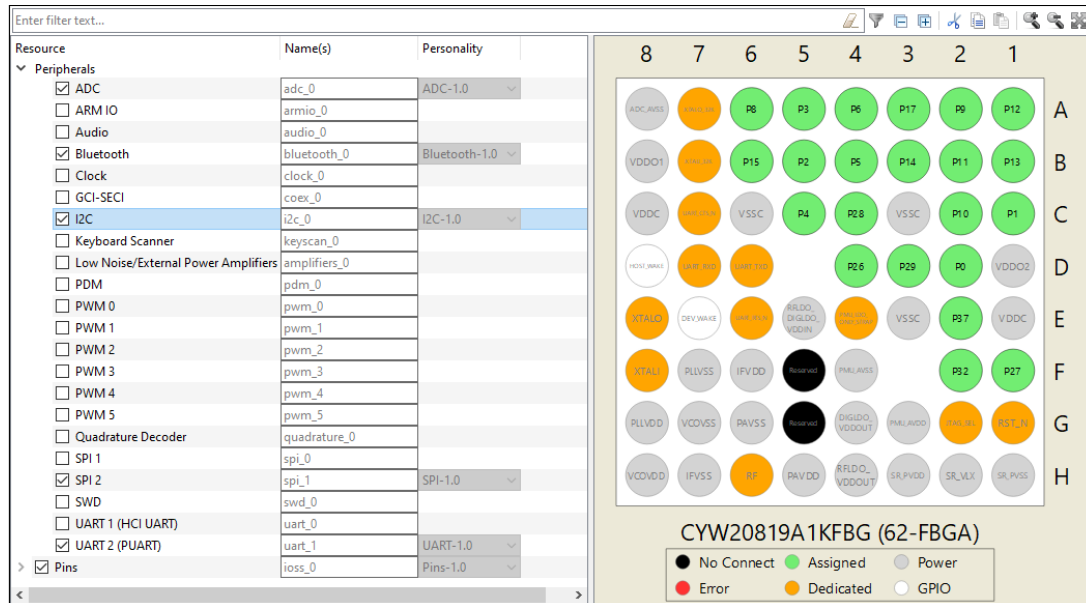 Enter filter text...
Resource Name(s) Personality
Peripherals
ADC adc_0 ADC-1.0
ARM IO armio_0
Audio audio_0
Bluetooth bluetooth_0 Bluetooth-1.0
Clock clock_0
GCI-SECI coex_0
I2C i2c_0 I2C-1.0
Keyboard Scanner keyscan_0
Low Noise/External Power Amplifiers amplifiers_0
PDM pdm_0
PWM 0 pwm_0
PWM 1 pwm_1
PWM 2 pwm_2
PWM 3 pwm_3
PWM 4 pwm_4
PWM 5 pwm_5
Quadrature Decoder quadrature_0
SPI 1 spi_0
SPI 2 spi_1 SPI-1.0
SWD swd_0
UART 1 (HCI UART) uart_0
UART 2 (PUART) uart_1 UART-1.0
Pins ioss_0 Pins-1.0
8 7 6 5 4 3 2 1
ADC_AVSS P8 P3 P6 P17 P9 P12 A
VDDO1 P15 P2 P5 P14 P11 P13 B
VDDC UART_CTS_N VSSC P4 P28 VSSC P10 P1 C
HOST_WAKE UART_RXD UART_TXD P26 P29 P0 VDDO2 D
XTALO DEV_WAKE UART_RTS_N RFLDO_DIGLDO_VDDIN VSSC P37 VDDC E
XTALI PLLVSS IFVDD Reserved PMU_AVSS P32 P27 F
PLLVDD VCOVSS PAVSS Reserved DIGLDO_VDDOUT PMU_AVDD JTAG_SEL RST_N G
VCOVDD IFVSS RF PAVDD RFLDO_VDDOUT SR_PVDD SR_VLX SR_PVSS H
CYW20819A1KFBG (62-FBGA)
No Connect Assigned Power
Error Dedicated GPIO